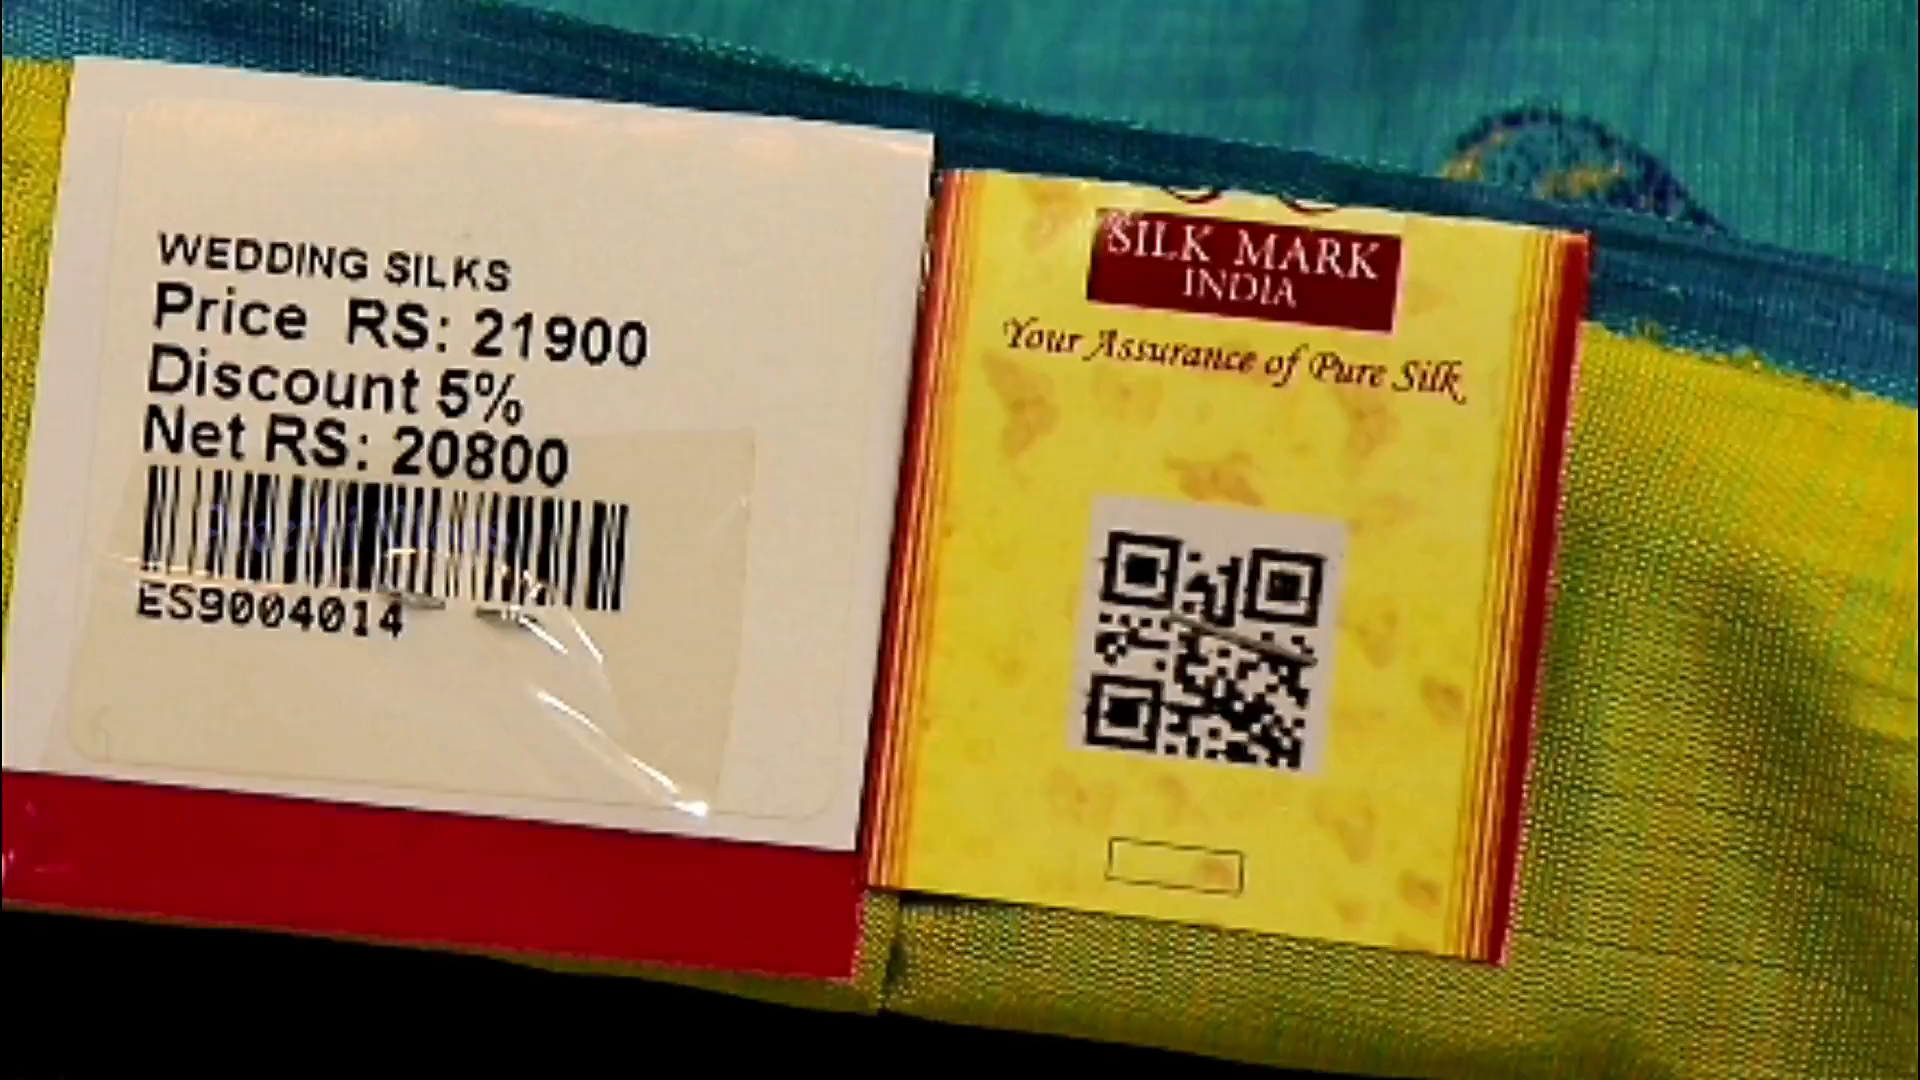 WEDDING SILKS
Price RS: 21900
Discount 5%
Net RS: 20800
ES9004014
SILK MARK
INDIA
Your Assurance of Pure Silk